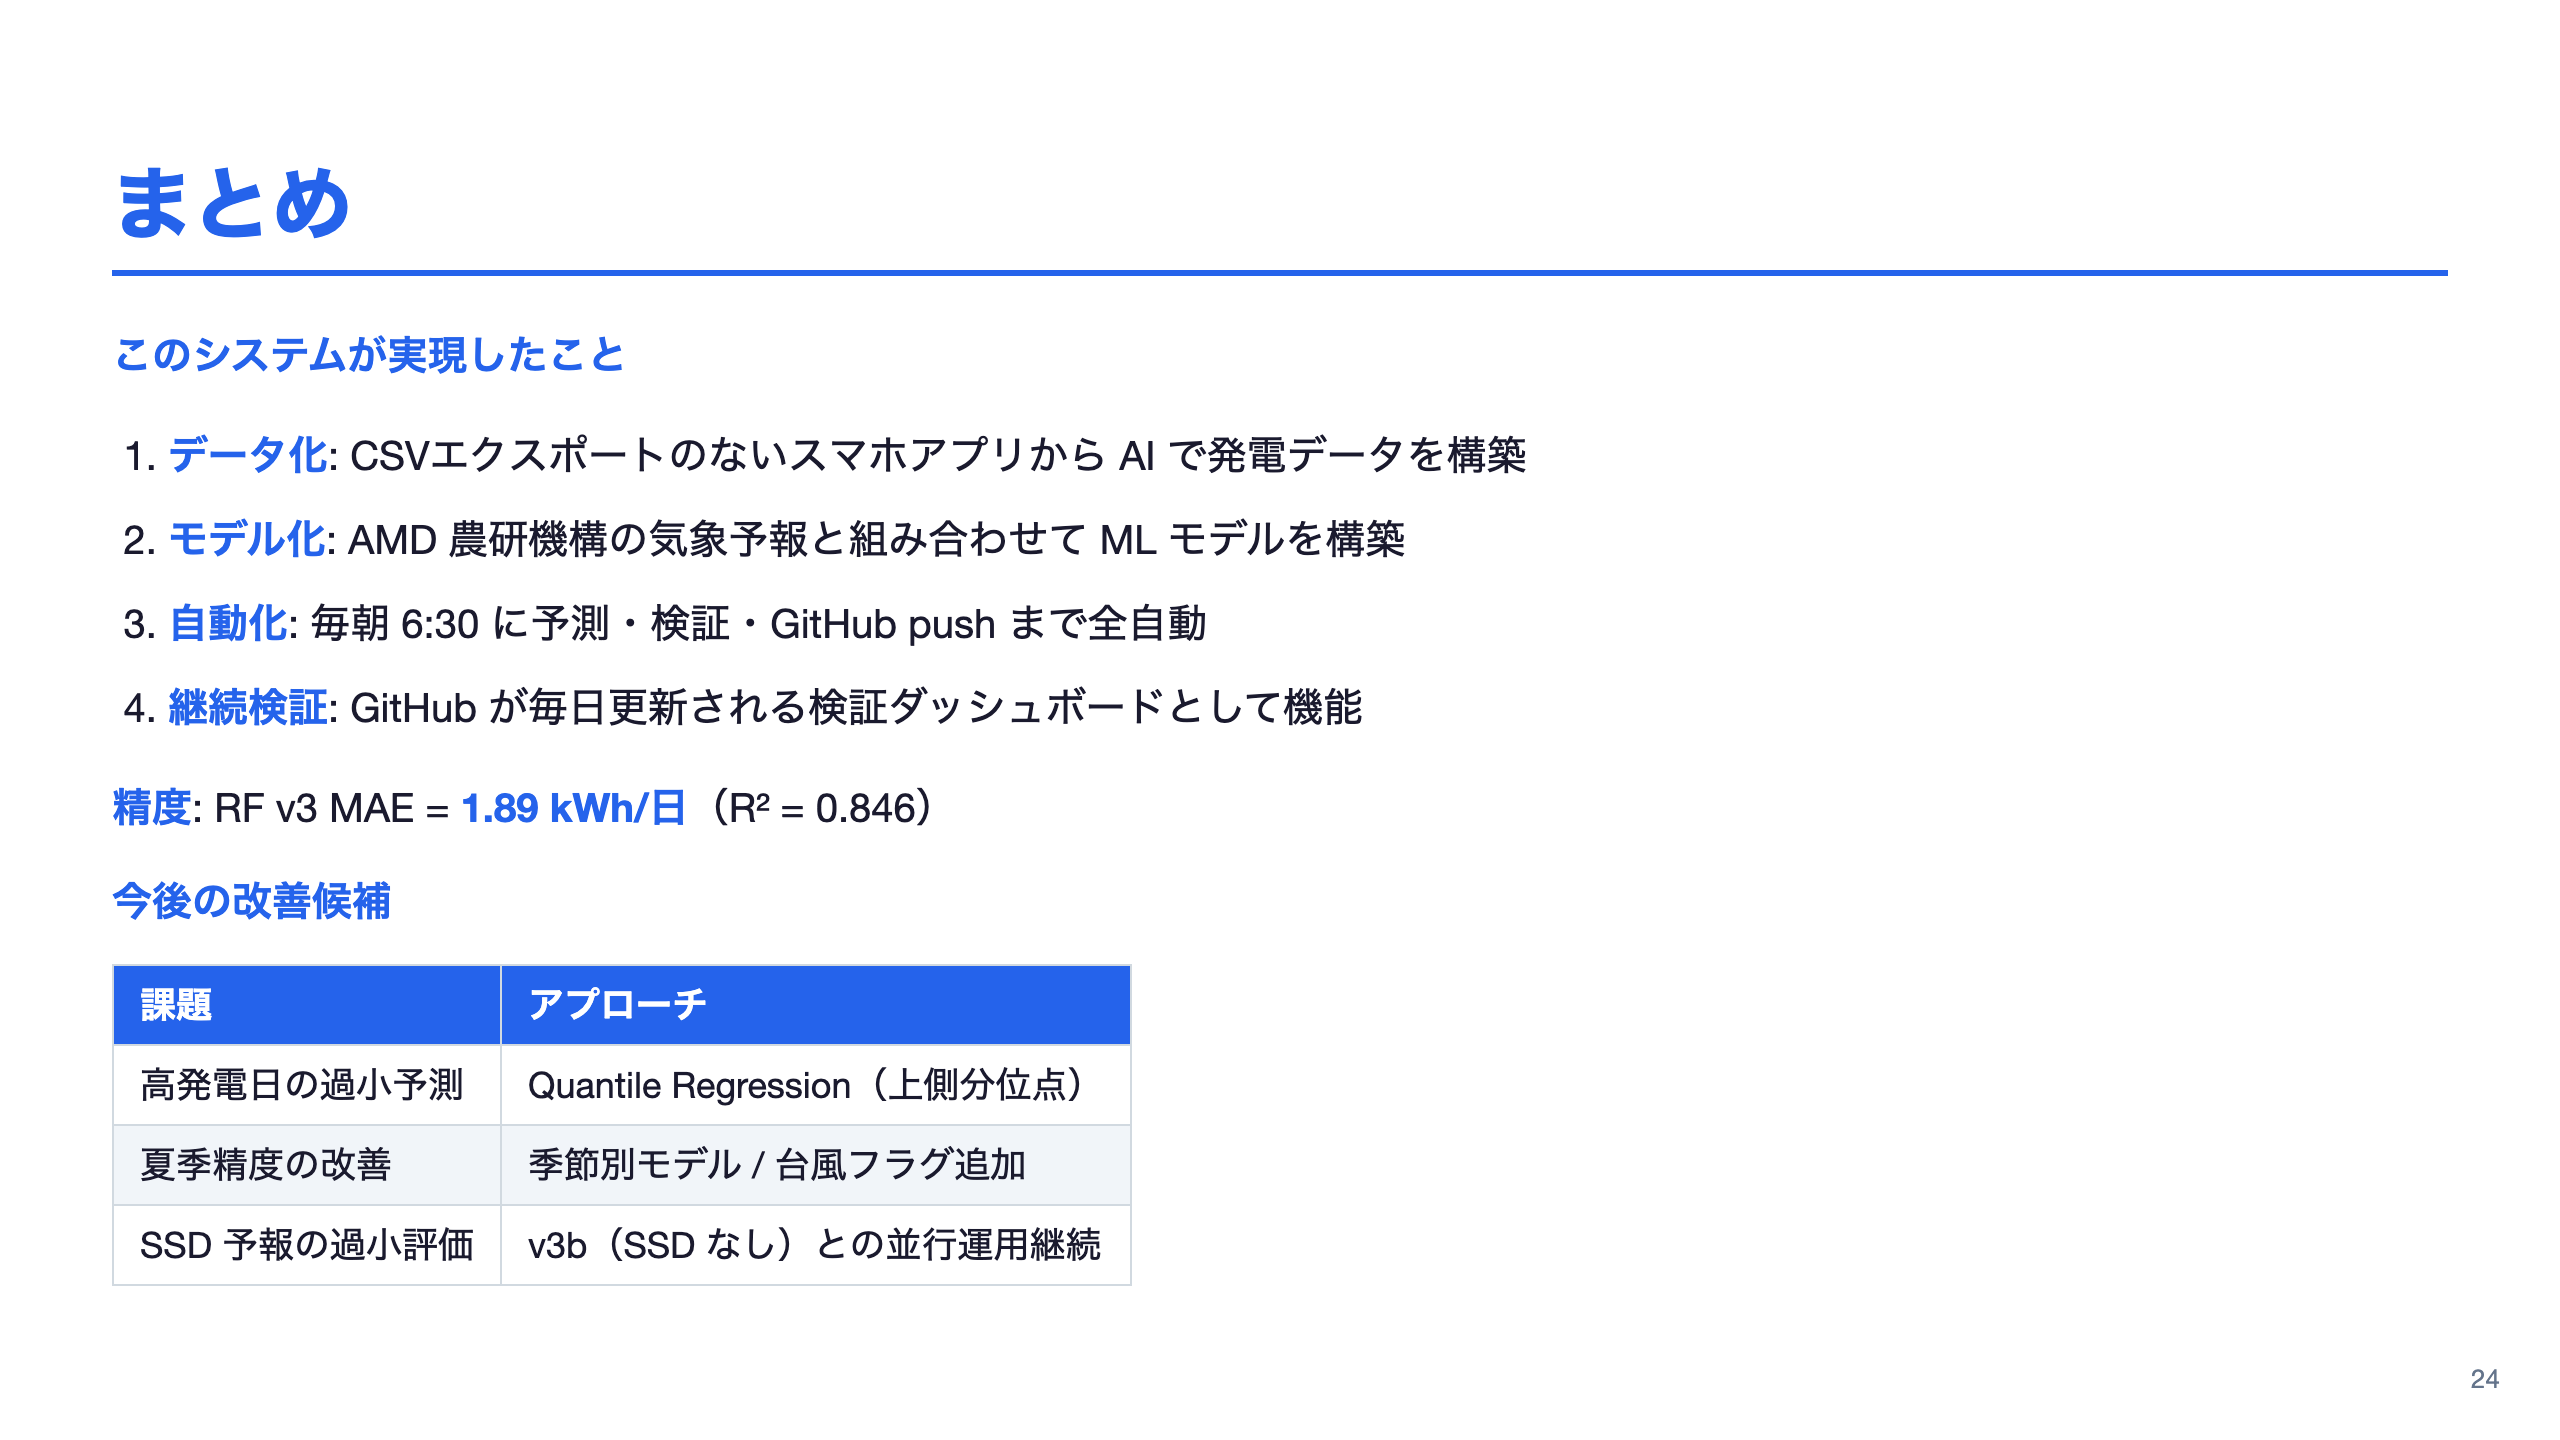 まとめ
このシステムが実現したこと
1. データ化: CSVエクスポートのないスマホアプリから AI で発電データを構築
2. モデル化: AMD 農研機構の気象予報と組み合わせて ML モデルを構築
3. 自動化: 毎朝 6:30 に予測・検証・GitHub push まで全自動
4. 継続検証: GitHub が毎日更新される検証ダッシュボードとして機能
精度: RF v3 MAE = 1.89 kWh/日（R² = 0.846）
今後の改善候補
課題 アプローチ
高発電日の過小予測 Quantile Regression（上側分位点）
夏季精度の改善 季節別モデル / 台風フラグ追加
SSD 予報の過小評価 v3b（SSD なし）との並行運用継続
24